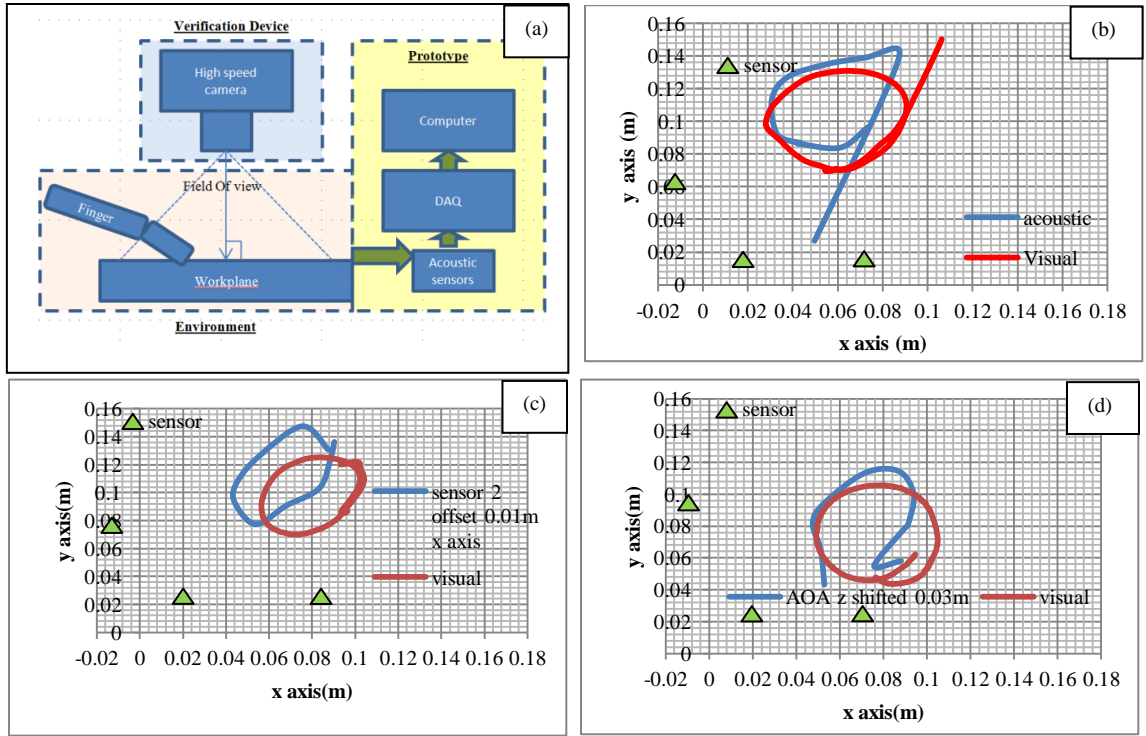 (a)
Verification Device
High speed
camera
Prototype
Computer
DAQ
Acoustic
sensors
Field Of view
Finger
Workplane
Environment
(b)
0.16
0.14
0.12
0.1
0.08
0.06
0.04
0.02
0
y axis (m)
sensor
acoustic
Visual
-0.02 0 0.02 0.04 0.06 0.08 0.1 0.12 0.14 0.16 0.18
x axis (m)
(c)
0.16
0.14
0.12
0.1
0.08
0.06
0.04
0.02
0
y axis(m)
sensor
sensor 2
offset 0.01m
x axis
visual
-0.02 0 0.02 0.04 0.06 0.08 0.1 0.12 0.14 0.16 0.18
x axis(m)
(d)
0.16
0.14
0.12
0.1
0.08
0.06
0.04
0.02
0
y axis(m)
sensor
AOA z shifted 0.03m visual
-0.02 0 0.02 0.04 0.06 0.08 0.1 0.12 0.14 0.16 0.18
x axis(m)